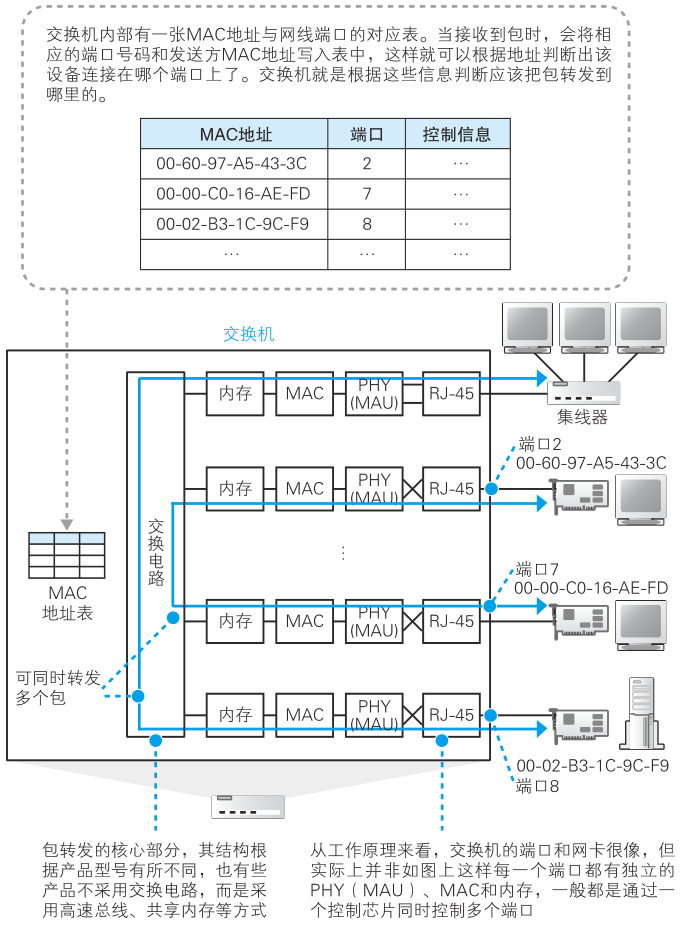 交换机内部有一张MAC地址与网线端口的对应表。当接收到包时，会将相
应的端口号码和发送方MAC地址写入表中，这样就可以根据地址判断出该
设备连接在哪个端口上了。交换机就是根据这些信息判断应该把包转发到
哪里的。
MAC地址 端口 控制信息
00-60-97-A5-43-3C 2 …
00-00-C0-16-AE-FD 7 …
00-02-B3-1C-9C-F9 8 …
… … …
交换机
内存 MAC PHY (MAU) RJ-45
集线器
端口2
00-60-97-A5-43-3C
内存 MAC PHY (MAU) RJ-45
交换电路
…
MAC
地址表
端口7
00-00-C0-16-AE-FD
内存 MAC PHY (MAU) RJ-45
可同时转发
多个包
内存 MAC PHY (MAU) RJ-45
00-02-B3-1C-9C-F9
端口8
包转发的核心部分，其结构根
据产品型号有所不同，也有些
产品不采用交换电路，而是采
用高速总线、共享内存等方式
从工作原理来看，交换机的端口和网卡很像，但
实际上并非如图上这样每一个端口都有独立的
PHY（MAU）、MAC和内存，一般都是通过一
个控制芯片同时控制多个端口